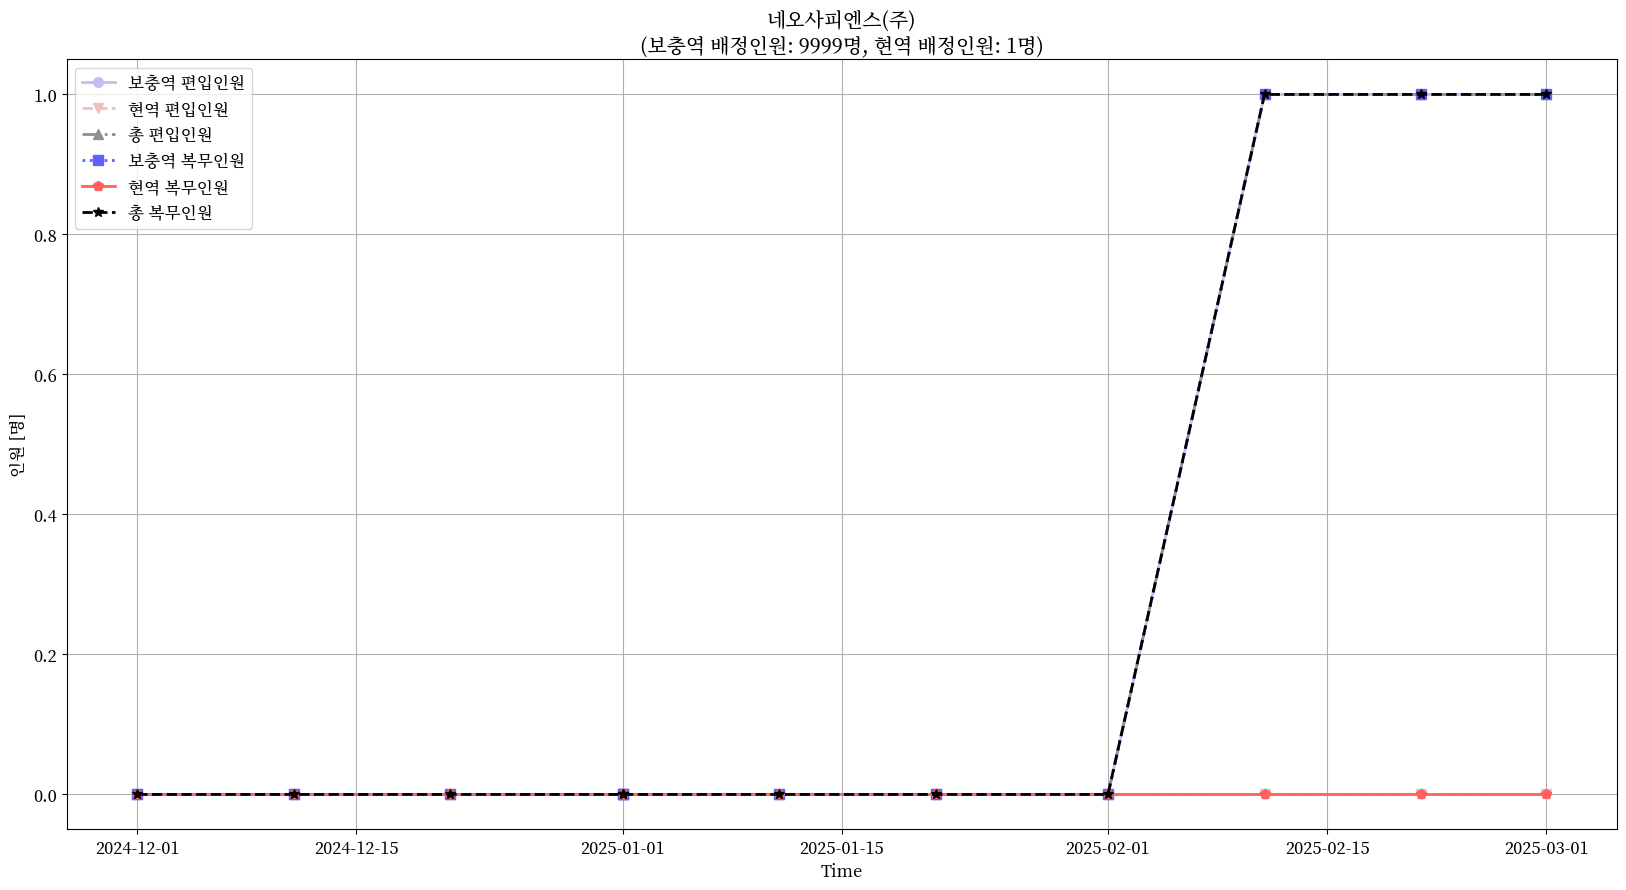 네오사피엔스(주)
(보충역 배정인원: 9999명, 현역 배정인원: 1명)
보충역 편입인원
현역 편입인원
총 편입인원
보충역 복무인원
현역 복무인원
총 복무인원
1.0
0.8
0.6
0.4
0.2
0.0
인원 [명]
2024-12-01 2024-12-15 2025-01-01 2025-01-15 2025-02-01 2025-02-15 2025-03-01
Time